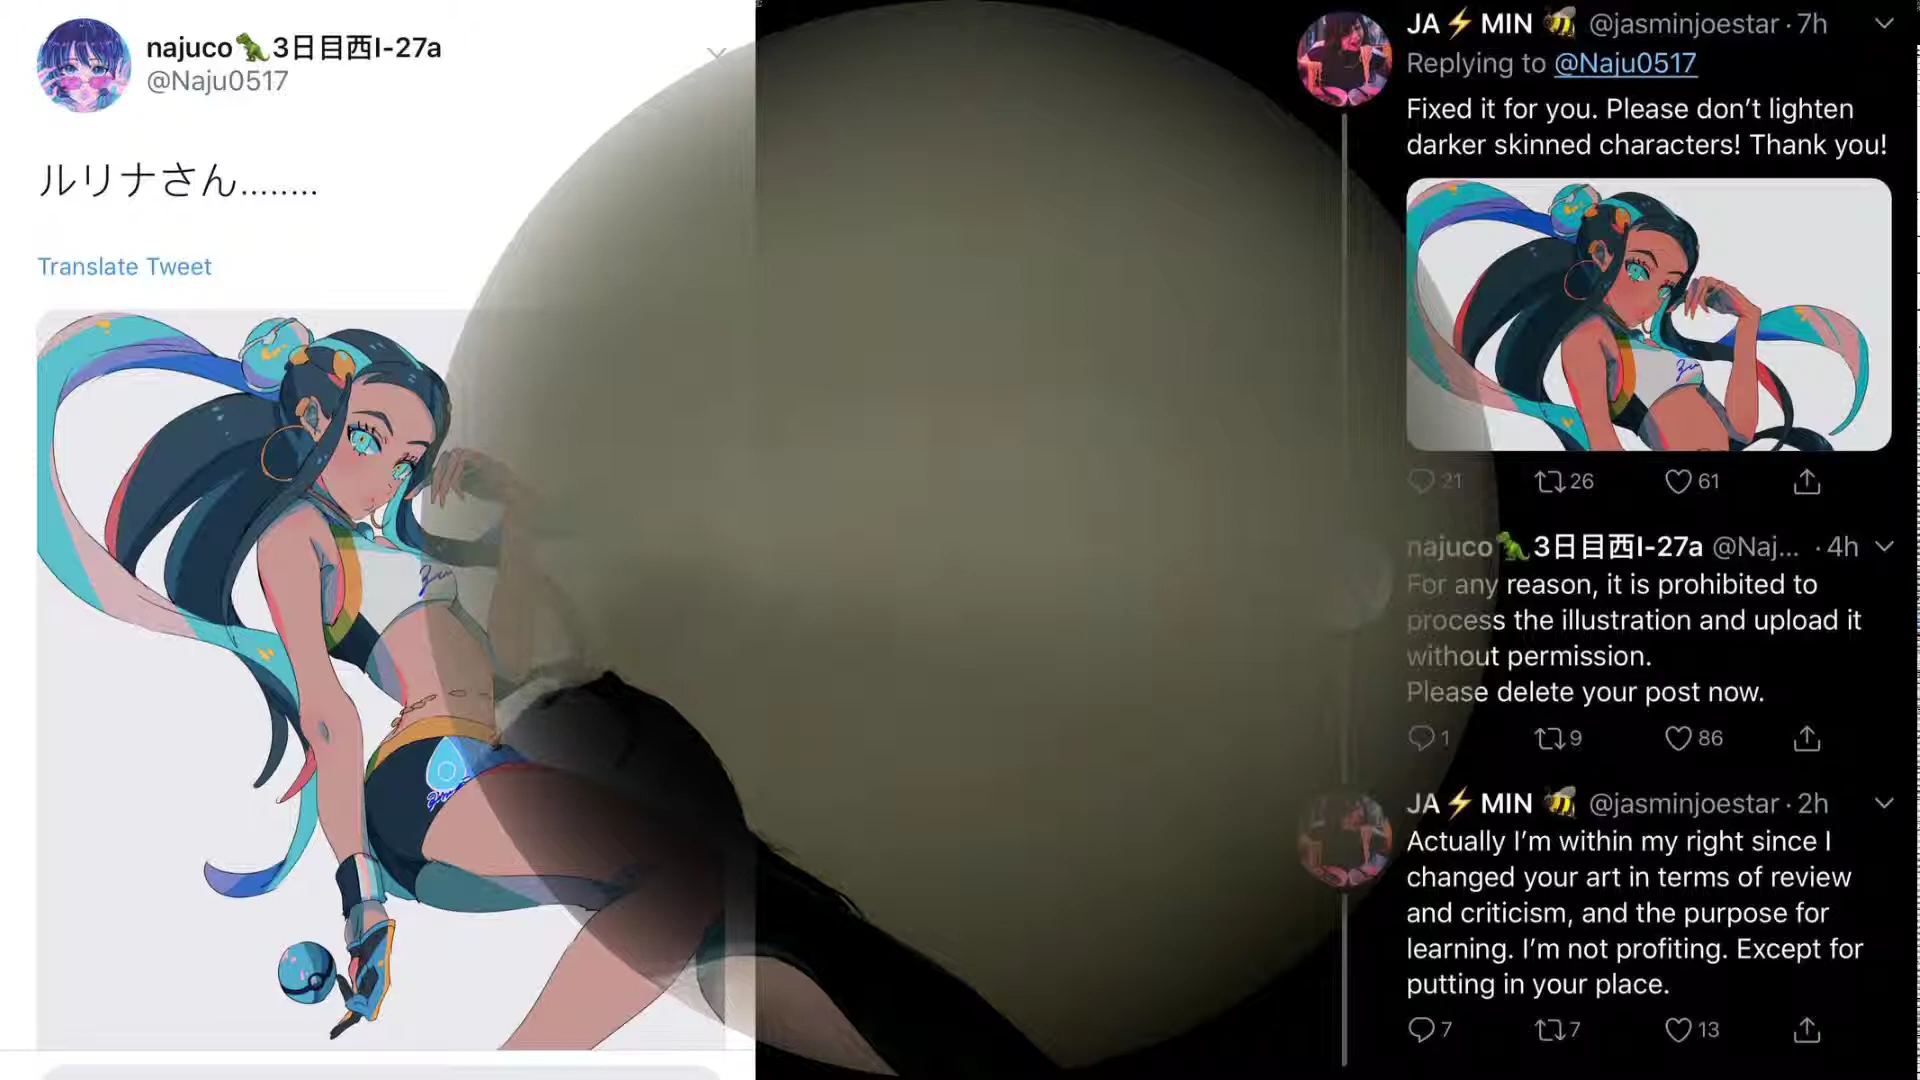 najuco🦖3日目西I-27a
@Naju0517
ルリナさん........
Translate Tweet
JA⚡MIN 🐝 @jasminjoestar · 7h
Replying to @Naju0517
Fixed it for you. Please don’t lighten
darker skinned characters! Thank you!
21 26 61
najuco🦖3日目西I-27a @Naj... · 4h
For any reason, it is prohibited to
process the illustration and upload it
without permission.
Please delete your post now.
1 9 86
JA⚡MIN 🐝 @jasminjoestar · 2h
Actually I’m within my right since I
changed your art in terms of review
and criticism, and the purpose for
learning. I’m not profiting. Except for
putting in your place.
7 7 13